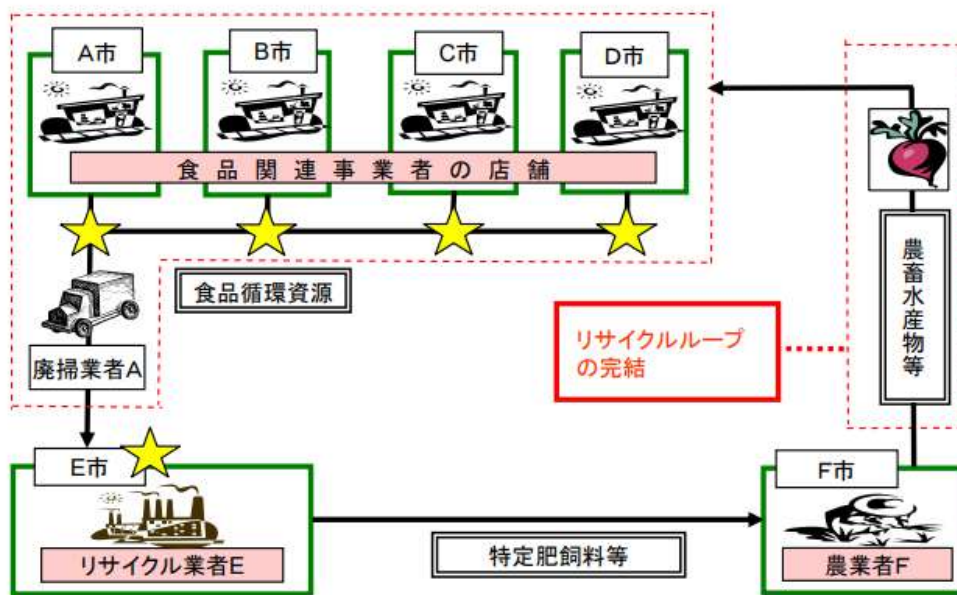 A市
B市
C市
D市
食品関連事業者の店舗
食品循環資源
廃掃業者A
リサイクルループ
の完結
農畜水産物等
E市
リサイクル業者E
特定肥飼料等
F市
農業者F